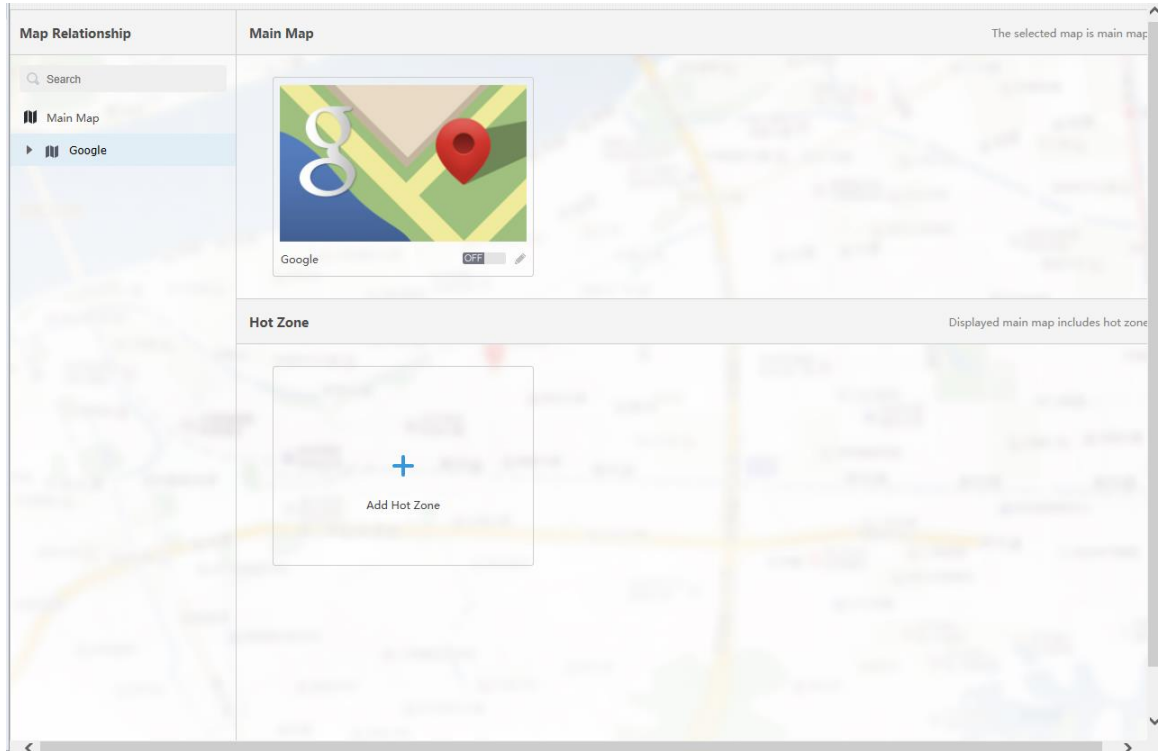 Map Relationship
Main Map
The selected map is main map
Search
Main Map
Google
g
Google
OFF
Hot Zone
Displayed main map includes hot zone
Add Hot Zone